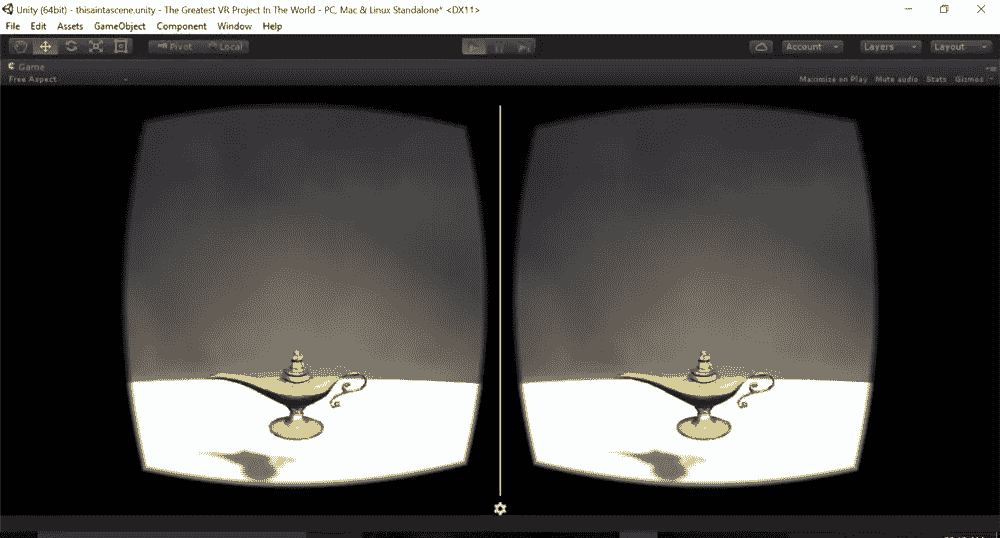 Unity (64bit) - thisaintascene.unity - The Greatest VR Project In The World - PC, Mac & Linux Standalone* <DX11>
File Edit Assets GameObject Component Window Help
Pivot Local Account Layers Layout
Game
Free Aspect Maximize on Play Mute audio Stats Gizmos